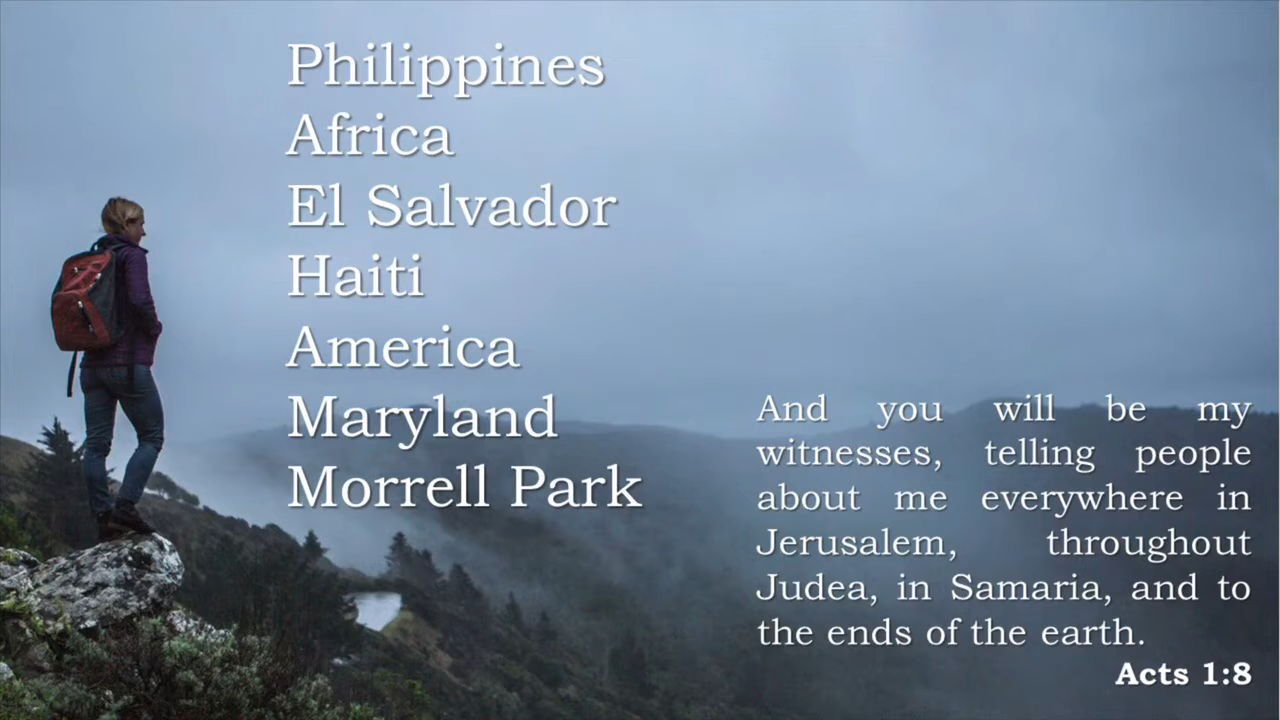 Philippines
Africa
El Salvador
Haiti
America
Maryland
Morrell Park
And you will be my
witnesses, telling people
about me everywhere in
Jerusalem, throughout
Judea, in Samaria, and to
the ends of the earth.
Acts 1:8